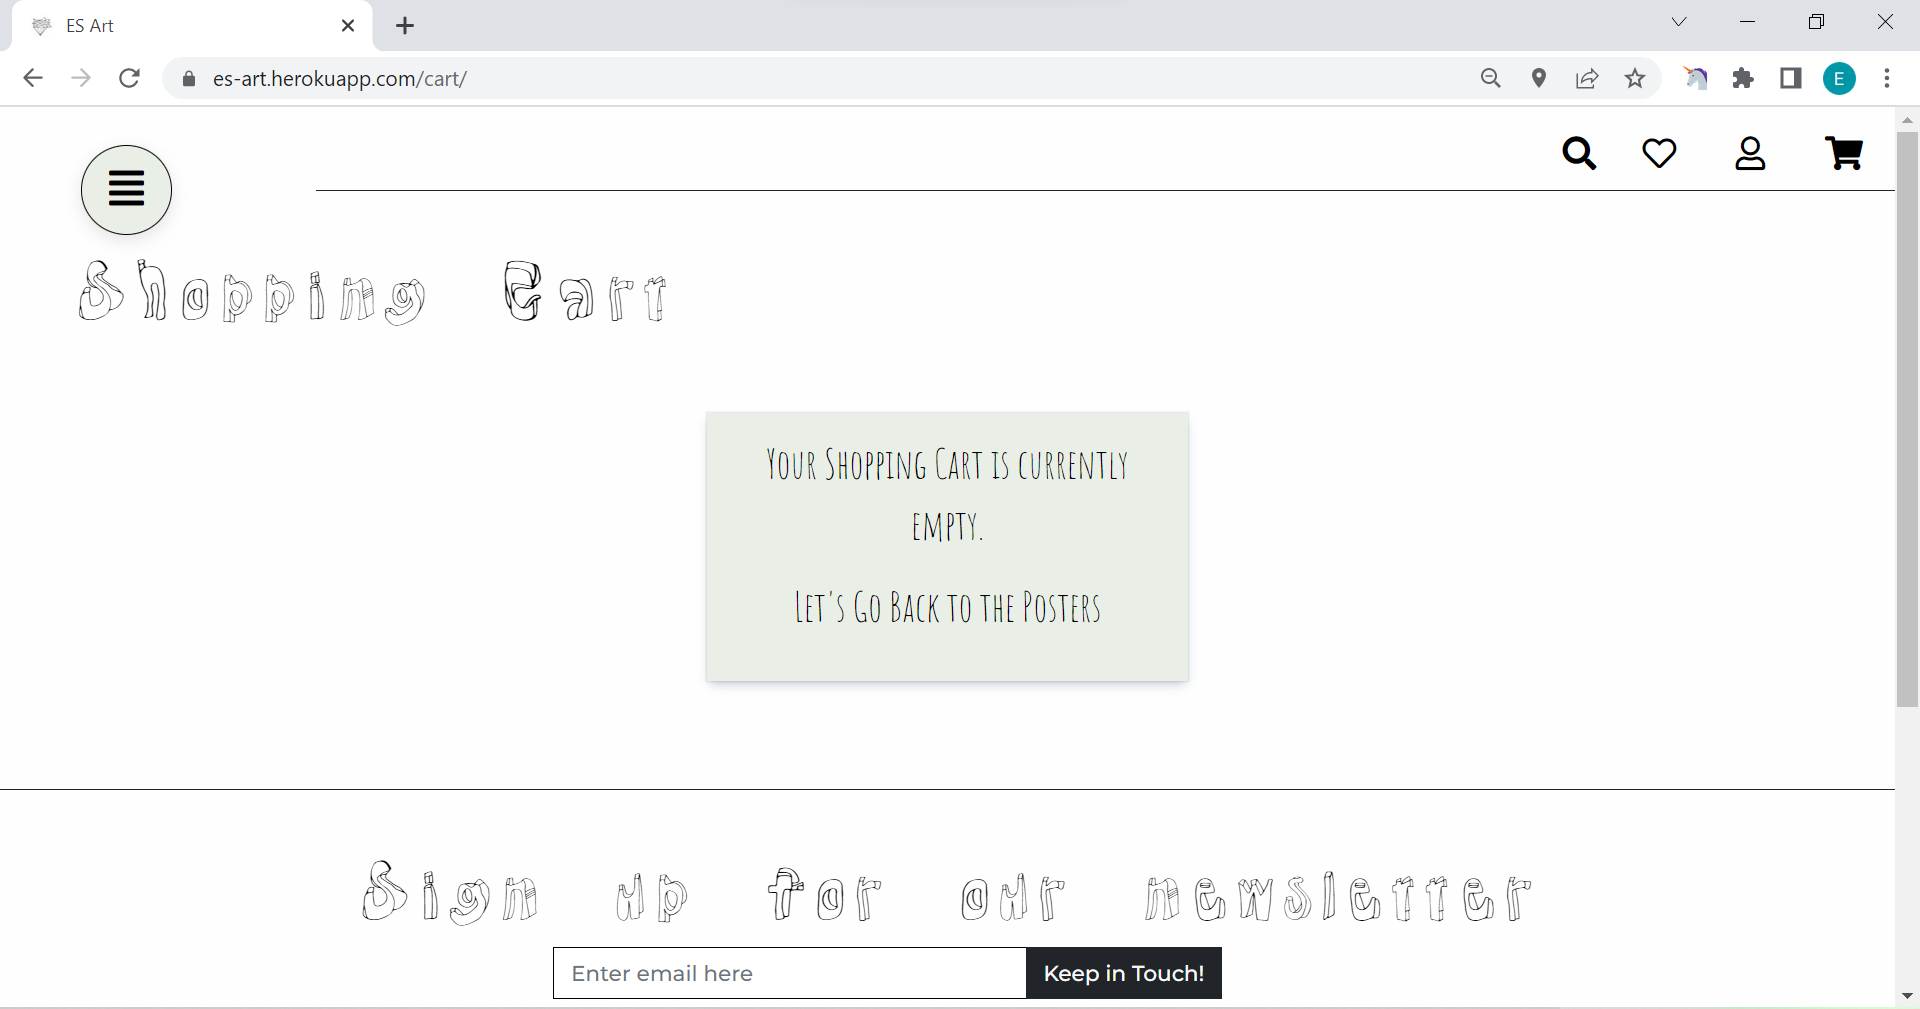 ES Art
es-art.herokuapp.com/cart/
E
Shopping Cart
Your Shopping Cart is currently
empty.
Let's Go Back to the Posters
Sign up for our newsletter
Enter email here
Keep in Touch!